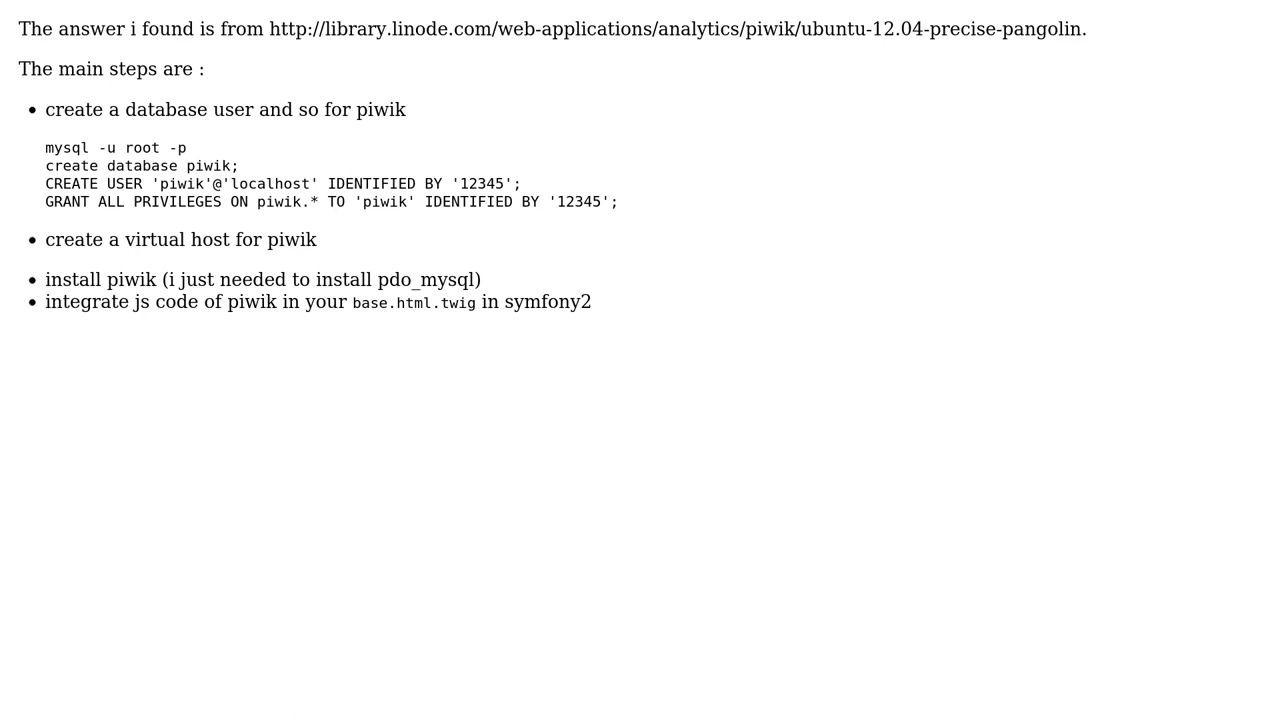 The answer i found is from http://library.linode.com/web-applications/analytics/piwik/ubuntu-12.04-precise-pangolin.
The main steps are :
• create a database user and so for piwik
mysql -u root -p
create database piwik;
CREATE USER 'piwik'@'localhost' IDENTIFIED BY '12345';
GRANT ALL PRIVILEGES ON piwik.* TO 'piwik' IDENTIFIED BY '12345';
• create a virtual host for piwik
• install piwik (i just needed to install pdo_mysql)
• integrate js code of piwik in your base.html.twig in symfony2